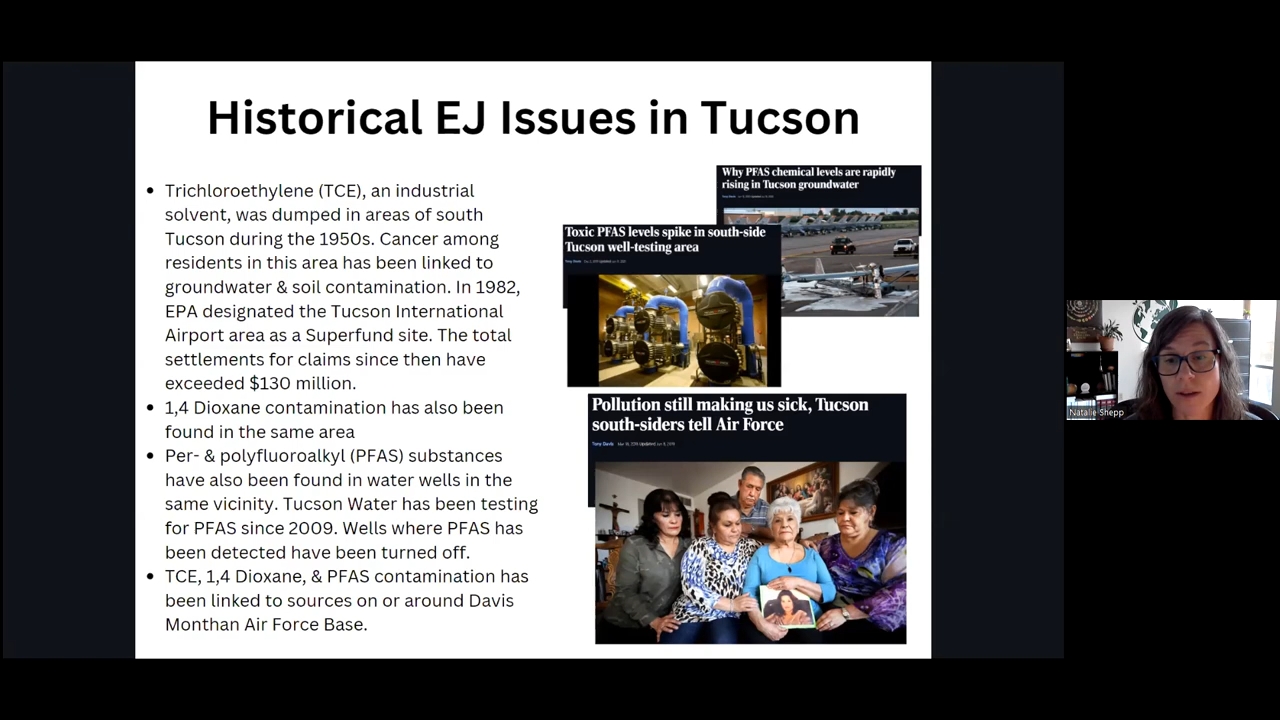 Historical EJ Issues in Tucson
• Trichloroethylene (TCE), an industrial
solvent, was dumped in areas of south
Tucson during the 1950s. Cancer among
residents in this area has been linked to
groundwater & soil contamination. In 1982,
EPA designated the Tucson International
Airport area as a Superfund site. The total
settlements for claims since then have
exceeded $130 million.
• 1,4 Dioxane contamination has also been
found in the same area
• Per- & polyfluoroalkyl (PFAS) substances
have also been found in water wells in the
same vicinity. Tucson Water has been testing
for PFAS since 2009. Wells where PFAS has
been detected have been turned off.
• TCE, 1,4 Dioxane, & PFAS contamination has
been linked to sources on or around Davis
Monthan Air Force Base.
Why PFAS chemical levels are rapidly
rising in Tucson groundwater
Toxic PFAS levels spike in south-side
Tucson well-testing area
Pollution still making us sick, Tucson
south-siders tell Air Force
Tony Davis
Natalie Shepp